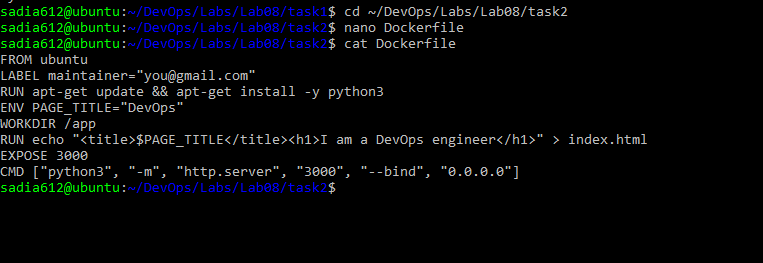 sadia612@ubuntu:~/DevOps/Labs/Lab08/task1$ cd ~/DevOps/Labs/Lab08/task2
sadia612@ubuntu:~/DevOps/Labs/Lab08/task2$ nano Dockerfile
sadia612@ubuntu:~/DevOps/Labs/Lab08/task2$ cat Dockerfile
FROM ubuntu
LABEL maintainer="you@gmail.com"
RUN apt-get update && apt-get install -y python3
ENV PAGE_TITLE="DevOps"
WORKDIR /app
RUN echo "<title>$PAGE_TITLE</title><h1>I am a DevOps engineer</h1>" > index.html
EXPOSE 3000
CMD ["python3", "-m", "http.server", "3000", "--bind", "0.0.0.0"]
sadia612@ubuntu:~/DevOps/Labs/Lab08/task2$